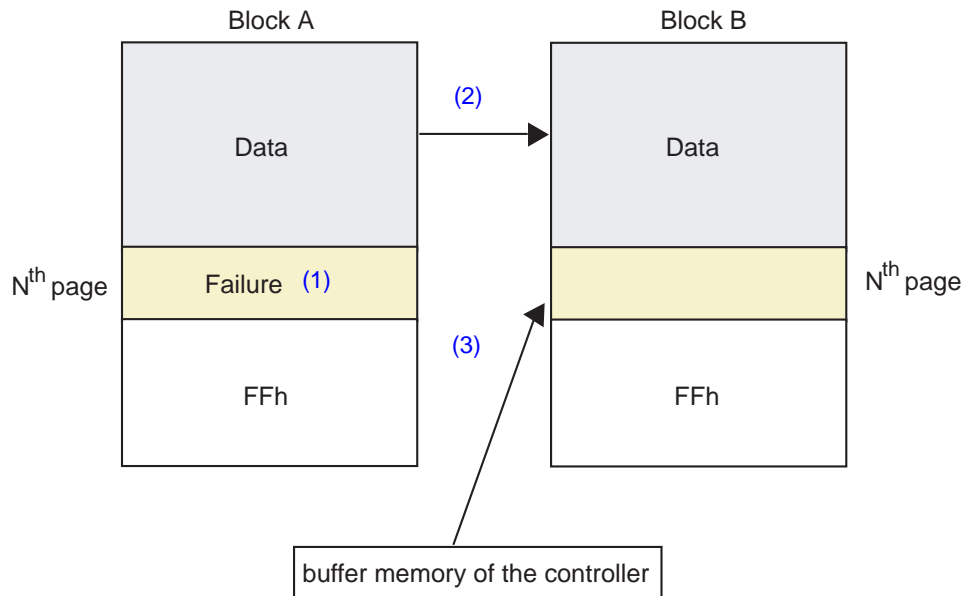 Block A
Block B
(2)
Data
Data
Nth page
Failure (1)
Nth page
(3)
FFh
FFh
buffer memory of the controller